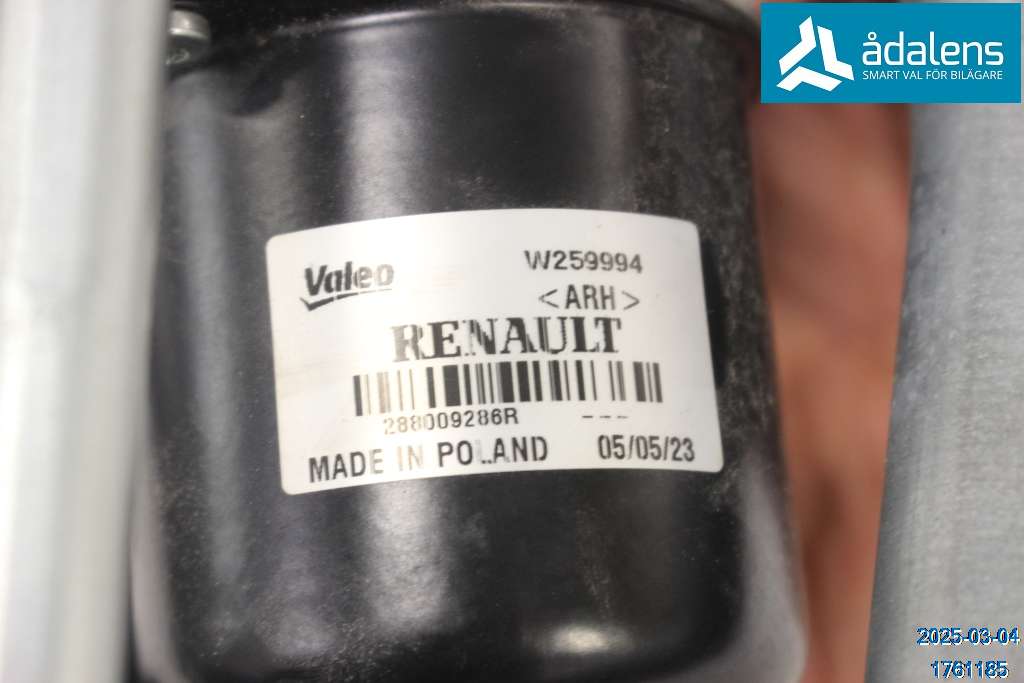 ådalens
SMART VAL FÖR BILÄGARE
Valeo
W259994
<ARH>
RENAULT
288009286R
---
MADE IN POLAND
05/05/23
2025-03-04
1761185